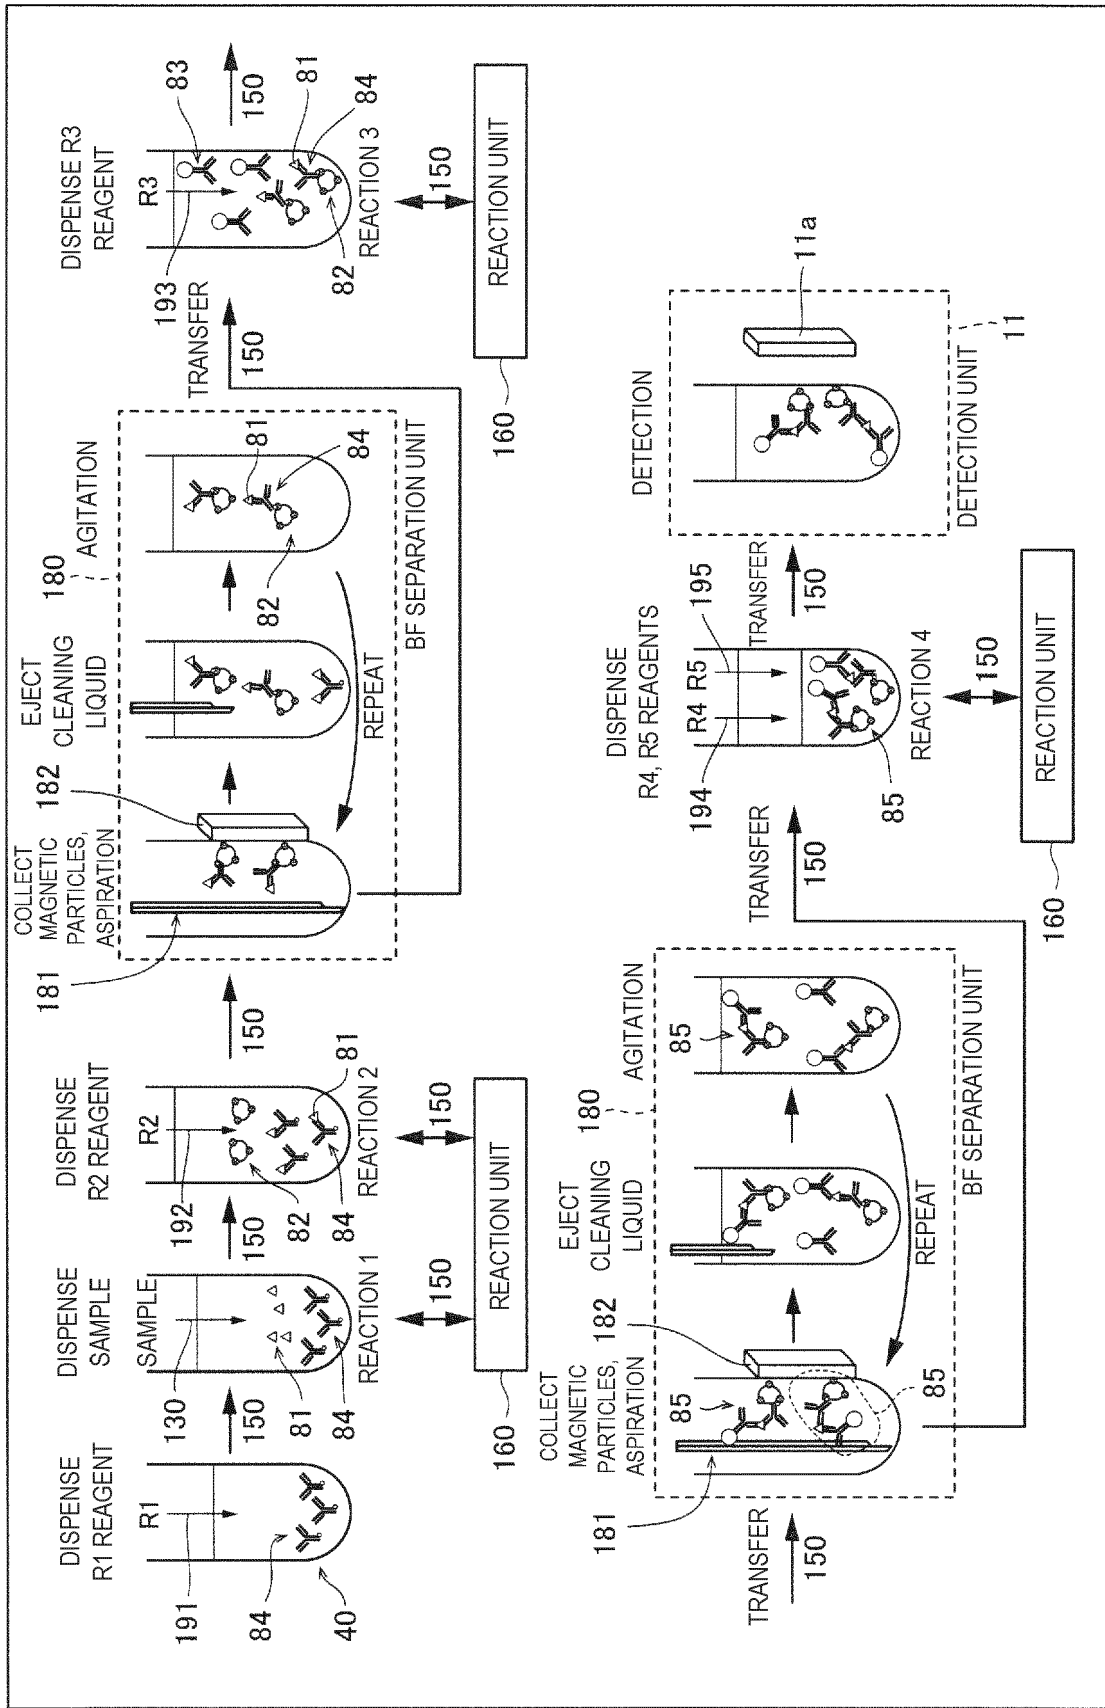 DISPENSE
R1 REAGENT
R1
191
84
40
150
DISPENSE
SAMPLE
SAMPLE
130
81
84
REACTION 1
150
150
DISPENSE
R2 REAGENT
R2
192
82
84
81
REACTION 2
150
150
160
REACTION UNIT
COLLECT
MAGNETIC
PARTICLES,
ASPIRATION
181
182
EJECT
CLEANING
LIQUID
180
AGITATION
82
81
84
REPEAT
BF SEPARATION UNIT
TRANSFER
150
DISPENSE R3
REAGENT
R3
193
83
81
84
82
REACTION 3
150
150
160
REACTION UNIT
TRANSFER
150
COLLECT
MAGNETIC
PARTICLES,
ASPIRATION
181
85
182
85
EJECT
CLEANING
LIQUID
180
AGITATION
85
REPEAT
BF SEPARATION UNIT
TRANSFER
150
DISPENSE
R4, R5 REAGENTS
R4 R5
194
195
85
REACTION 4
150
160
REACTION UNIT
TRANSFER
150
DETECTION
11a
11
DETECTION UNIT